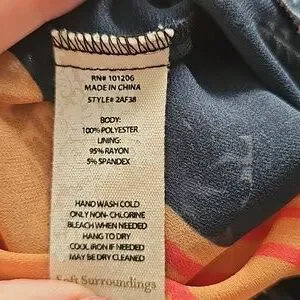 RN# 101206
MADE IN CHINA
STYLE# 2AF38
BODY:
100% POLYESTER
LINING:
95% RAYON
5% SPANDEX
HAND WASH COLD
ONLY NON-CHLORINE
BLEACH WHEN NEEDED
HANG TO DRY
COOL IRON IF NEEDED
MAY BE DRY CLEANED
Soft Surroundings